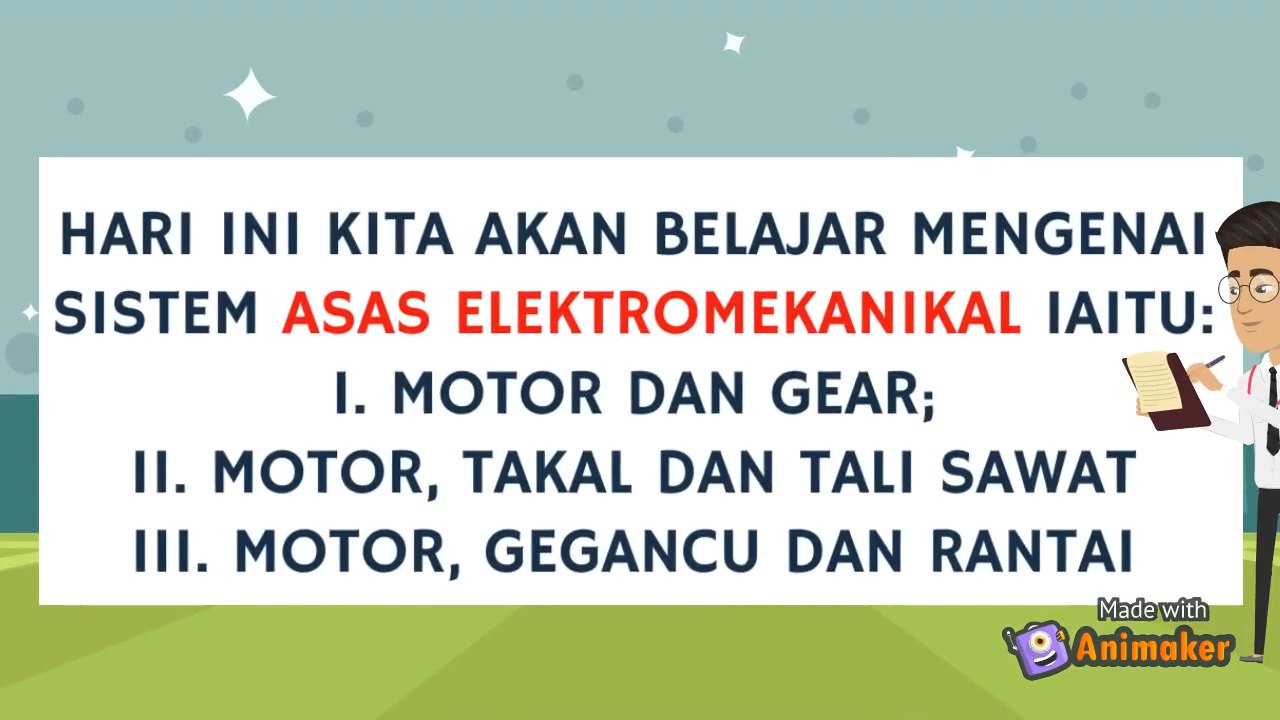 HARI INI KITA AKAN BELAJAR MENGENAI
SISTEM ASAS ELEKTROMEKANIKAL IAITU:
I. MOTOR DAN GEAR;
II. MOTOR, TAKAL DAN TALI SAWAT
III. MOTOR, GEGANCU DAN RANTAI
Made with
Animaker